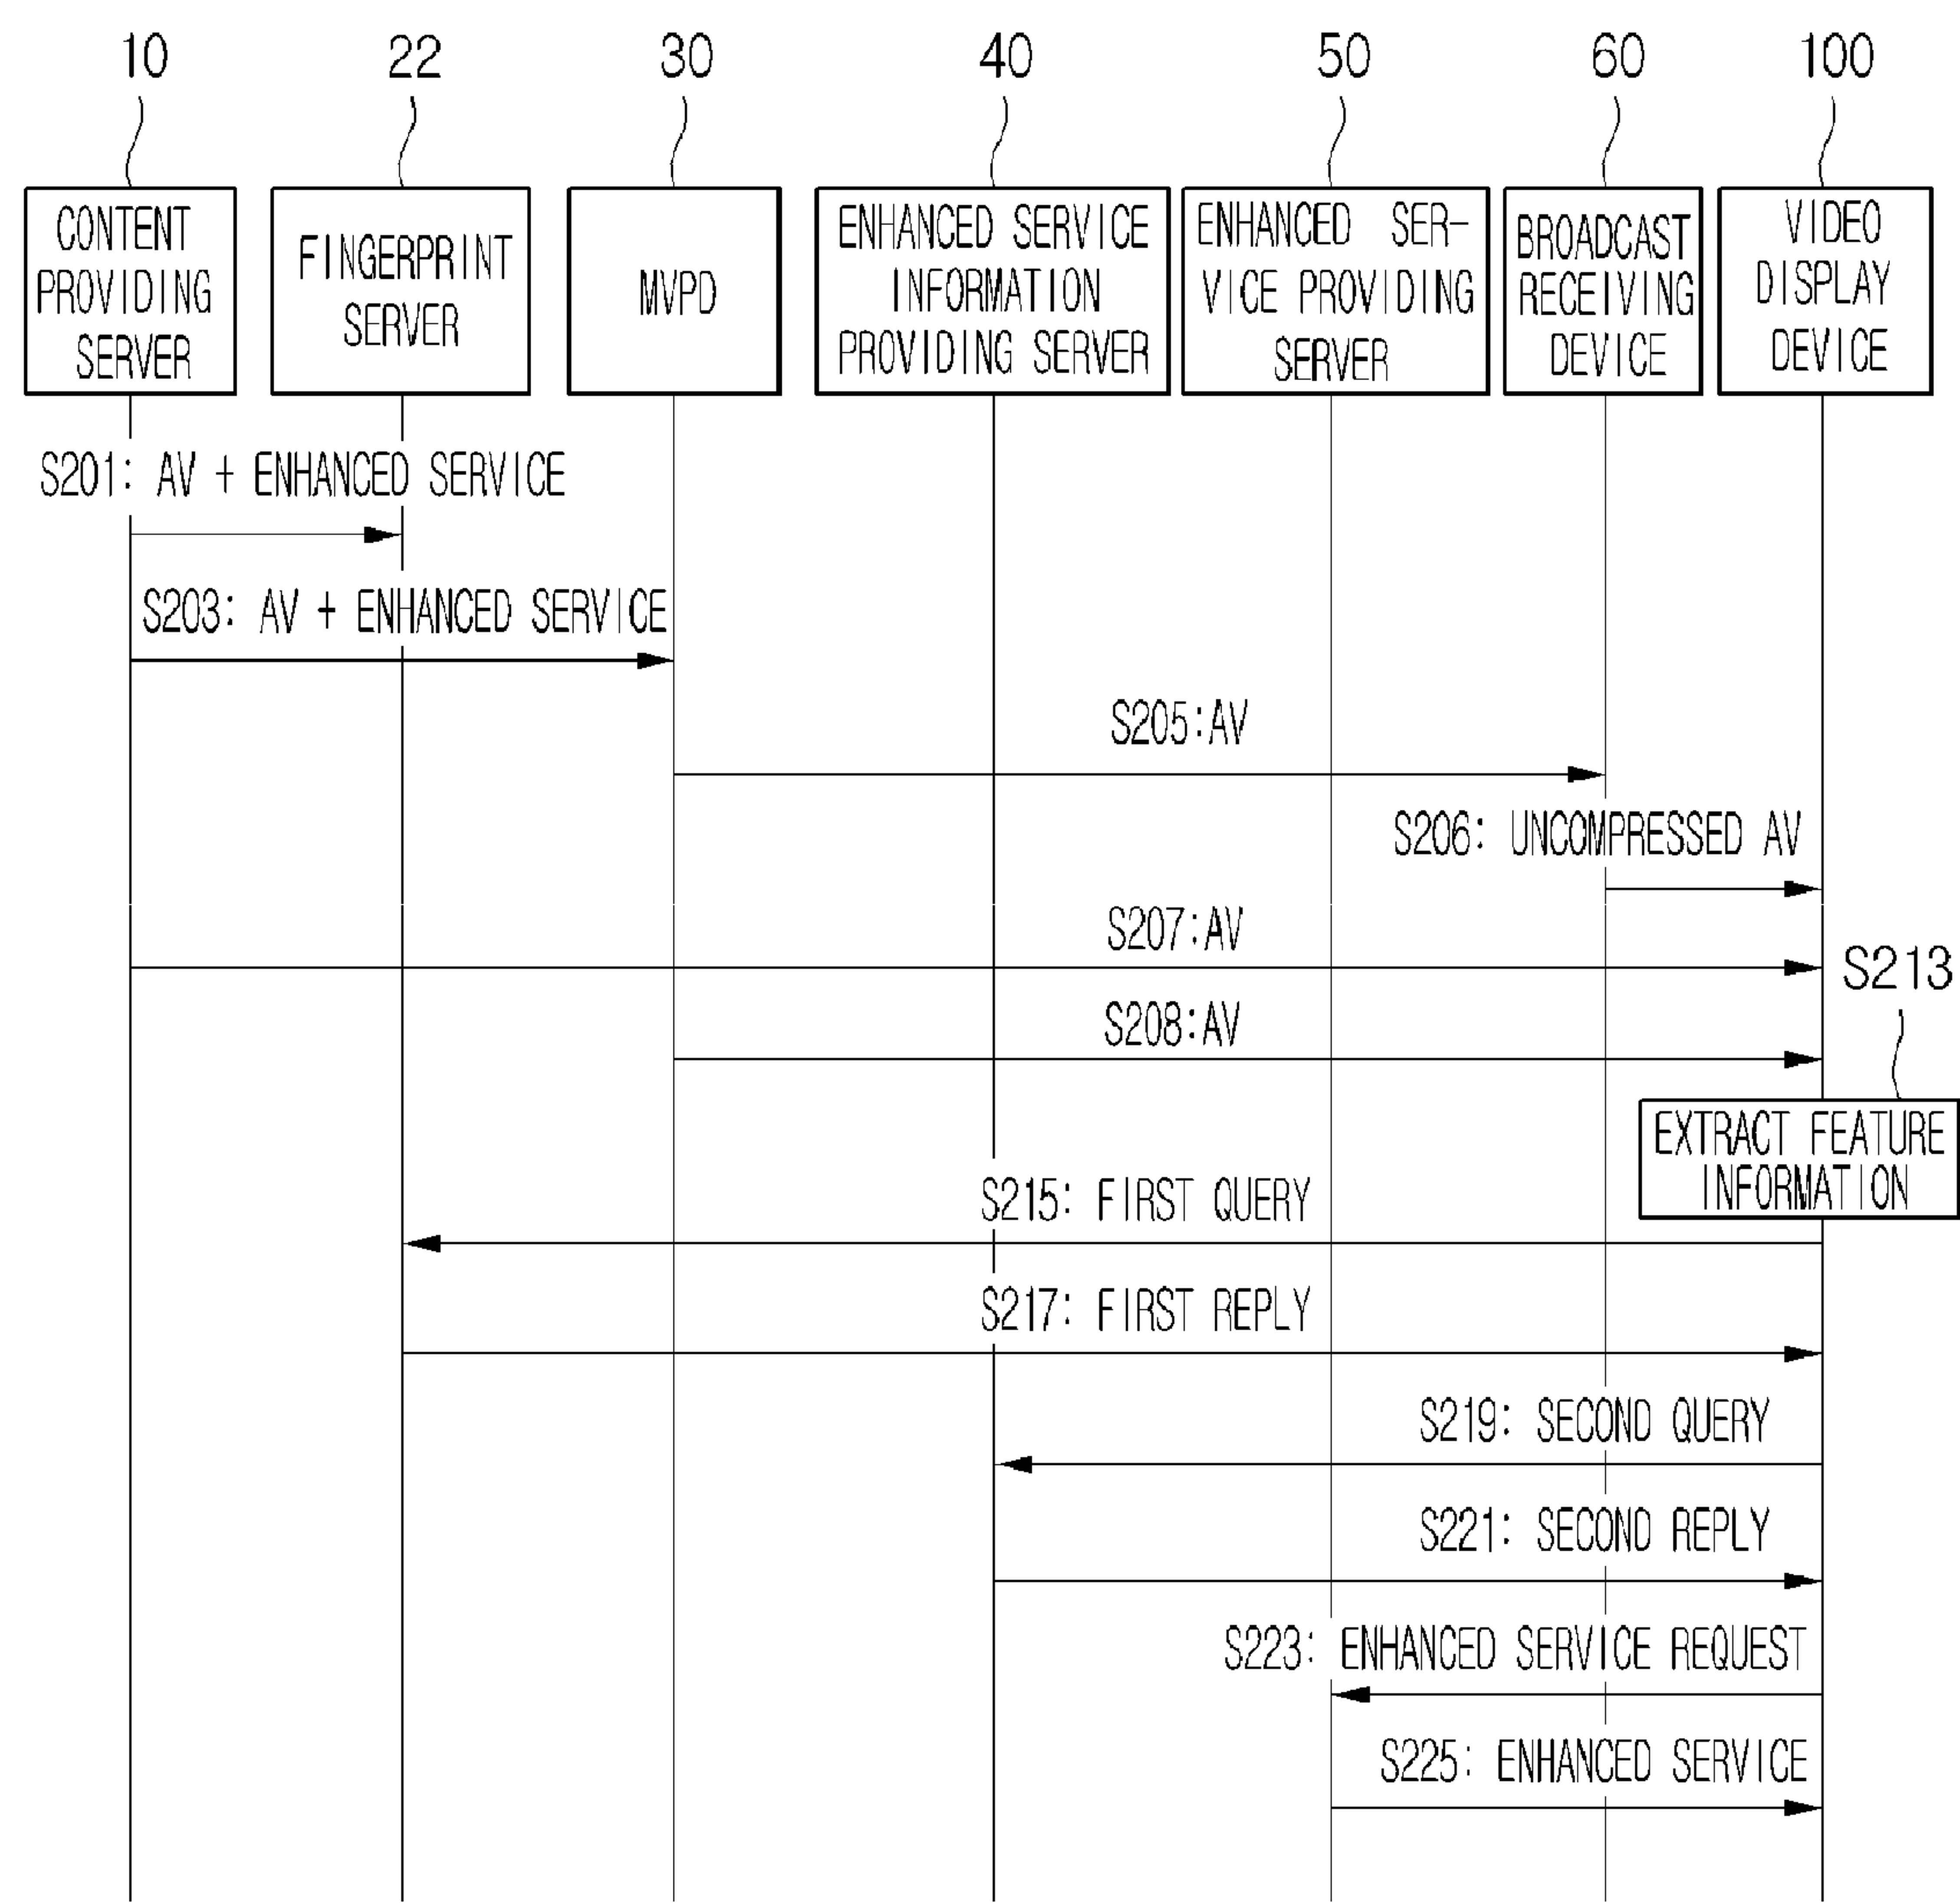 10 22 30 40 50 60 100
CONTENT
PROVIDING
SERVER
FINGERPRINT
SERVER
MVPD
ENHANCED SERVICE
INFORMATION
PROVIDING SERVER
ENHANCED SER-
VICE PROVIDING
SERVER
BROADCAST
RECEIVING
DEVICE
VIDEO
DISPLAY
DEVICE
S201: AV + ENHANCED SERVICE
S203: AV + ENHANCED SERVICE
S205:AV
S206: UNCOMPRESSED AV
S207:AV
S213
S208:AV
EXTRACT FEATURE
INFORMATION
S215: FIRST QUERY
S217: FIRST REPLY
S219: SECOND QUERY
S221: SECOND REPLY
S223: ENHANCED SERVICE REQUEST
S225: ENHANCED SERVICE